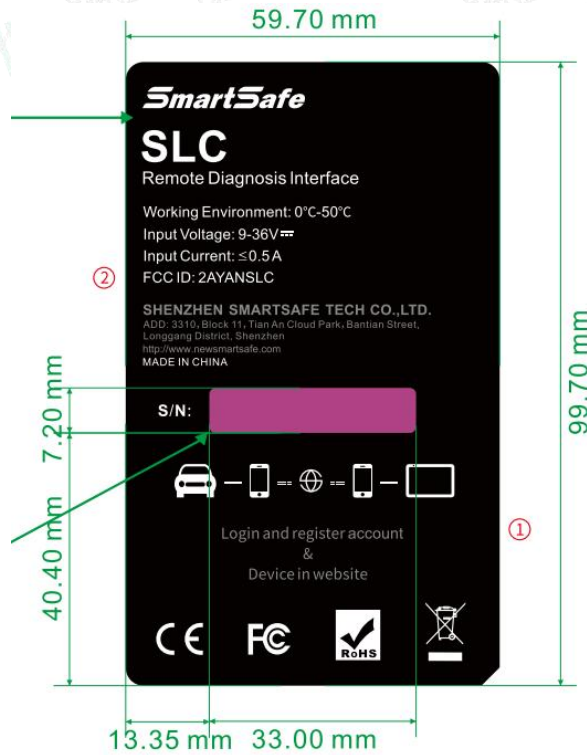 59.70 mm
SmartSafe
SLC
Remote Diagnosis Interface
Working Environment: 0℃-50℃
Input Voltage: 9-36V⎓
Input Current: ≤0.5A
FCC ID: 2AYANSLC
②
SHENZHEN SMARTSAFE TECH CO.,LTD.
ADD: 3310, Block 11, Tian An Cloud Park, Bantian Street,
Longgang District, Shenzhen
http://www.newsmartsafe.com
MADE IN CHINA
99.70 mm
7.20 mm
S/N:
40.40 mm
Login and register account
&
Device in website
①
CE FC RoHS
13.35 mm 33.00 mm